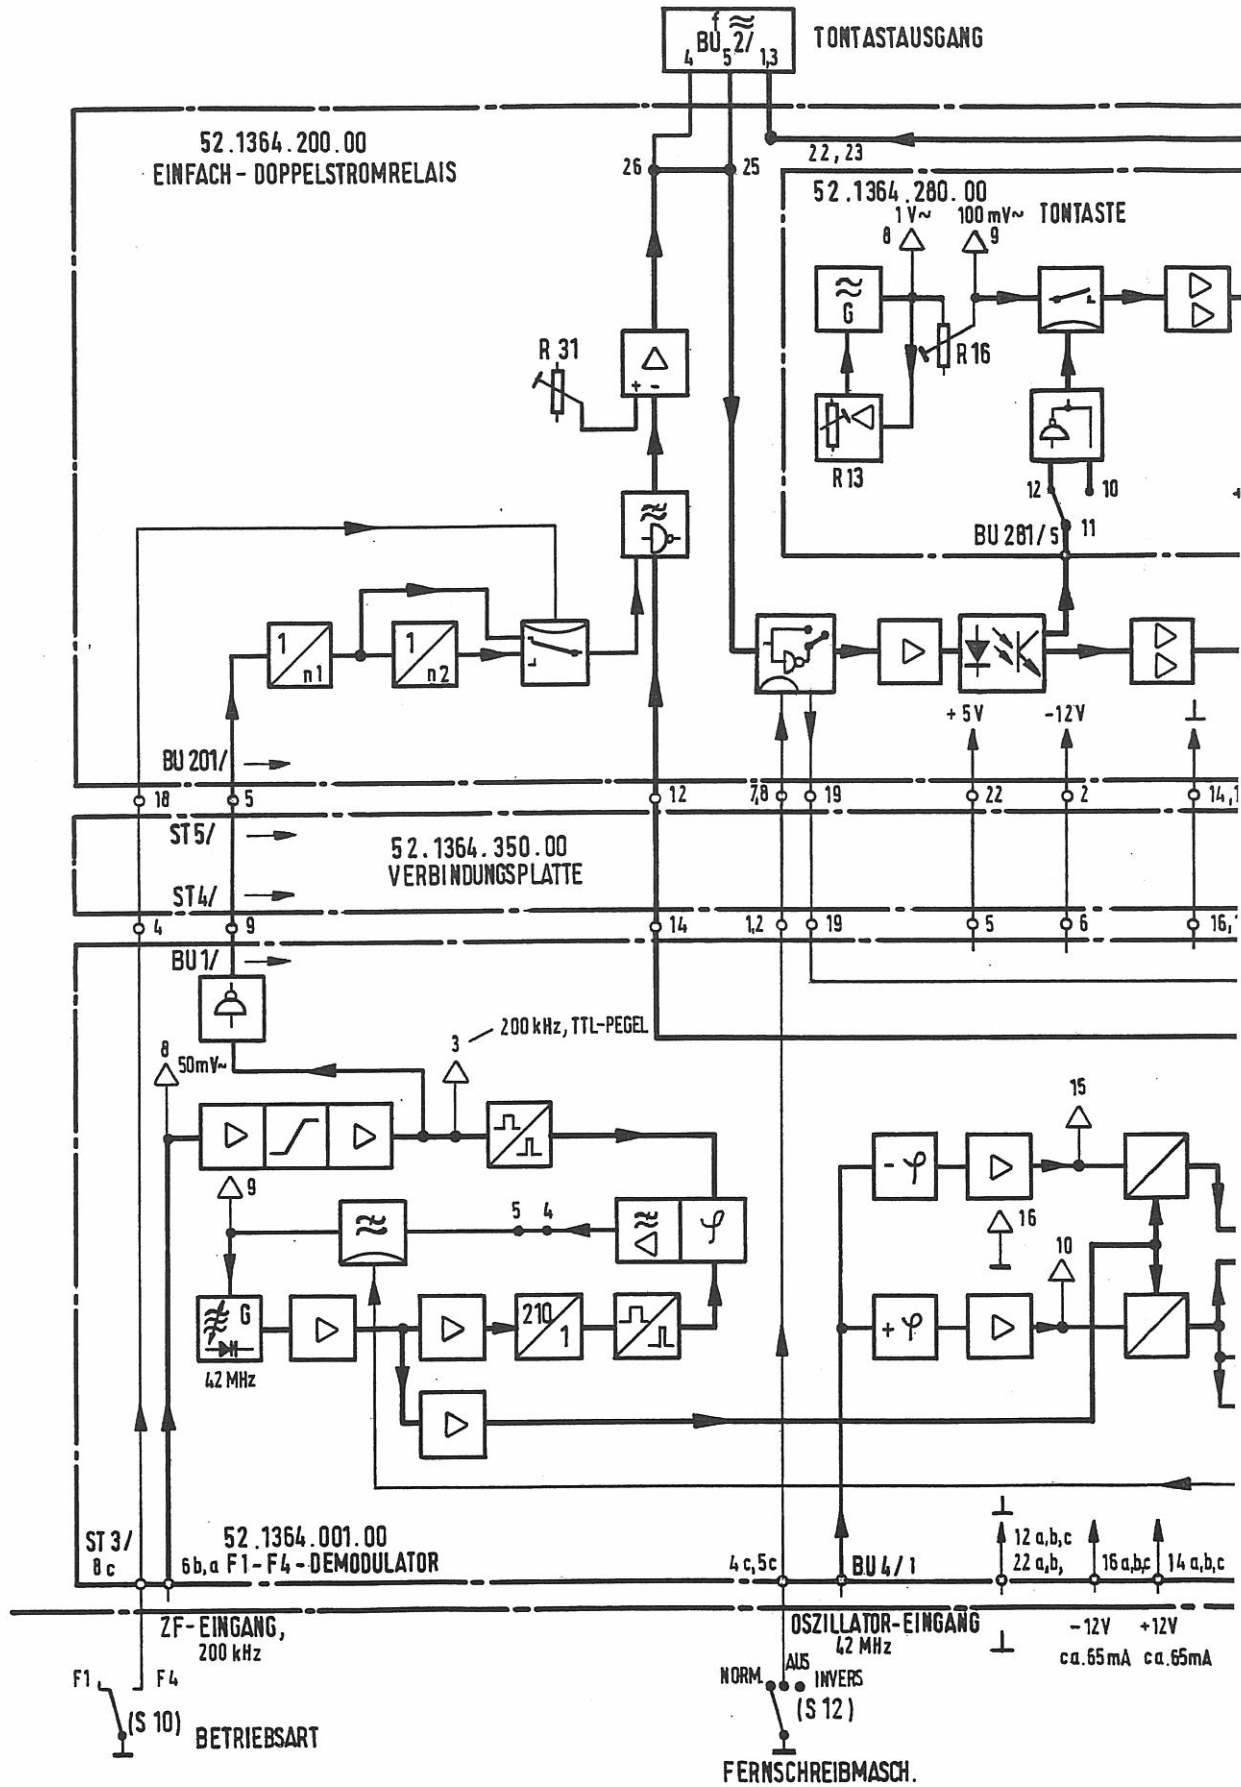 f
BU 2/
4 5 1,3
TONTASTAUSGANG
52.1364.200.00
EINFACH - DOPPELSTROMRELAIS
26
25
22, 23
52.1364.280.00
1 V~
100 mV~
TONTASTE
8
9
G
R 16
R 13
R 31
+ -
12
10
11
BU 281/5
1
n1
1
n2
+ 5V
-12V
BU 201/
18
5
12
7,8
19
22
2
14,1
ST 5/
52.1364.350.00
VERBINDUNGSPLATTE
ST 4/
4
9
14
1,2
19
5
6
16,
BU 1/
8
50mV~
3
200 kHz, TTL-PEGEL
15
- φ
9
5 4
φ
16
10
G
42 MHz
210
1
+ φ
ST 3/
8 c
52.1364.001.00
6b,a F1 - F4 - DEMODULATOR
4 c, 5c
BU 4/ 1
12 a,b,c
22 a,b,
16 a,b,c
14 a,b,c
ZF - EINGANG,
200 kHz
OSZILLATOR-EINGANG
42 MHz
-12V
ca.65mA
+12V
ca.65mA
F1
F4
(S 10)
BETRIEBSART
NORM.
AUS
INVERS
(S 12)
FERNSCHREIBMASCH.